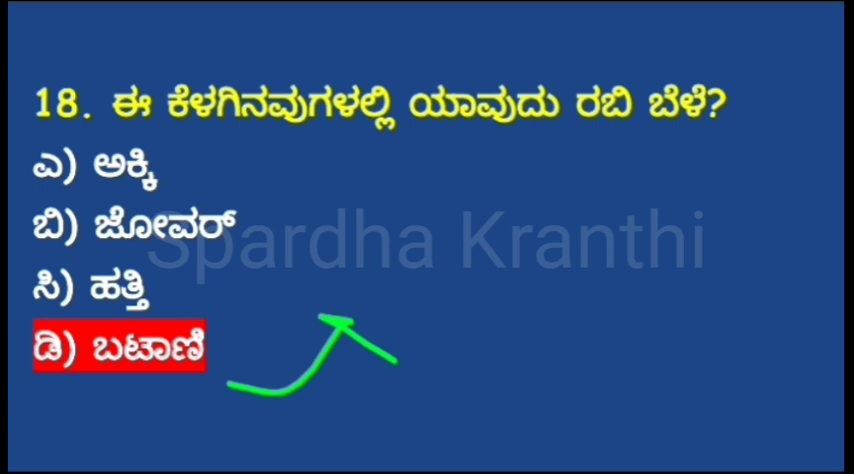 18. ಈ ಕೆಳಗಿನವುಗಳಲ್ಲಿ ಯಾವುದು ರಬಿ ಬೆಳೆ?
ಎ) ಅಕ್ಕಿ
ಬಿ) ಜೋವರ್
Spardha Kranthi
ಸಿ) ಹತ್ತಿ
ಡಿ) ಬಟಾಣಿ